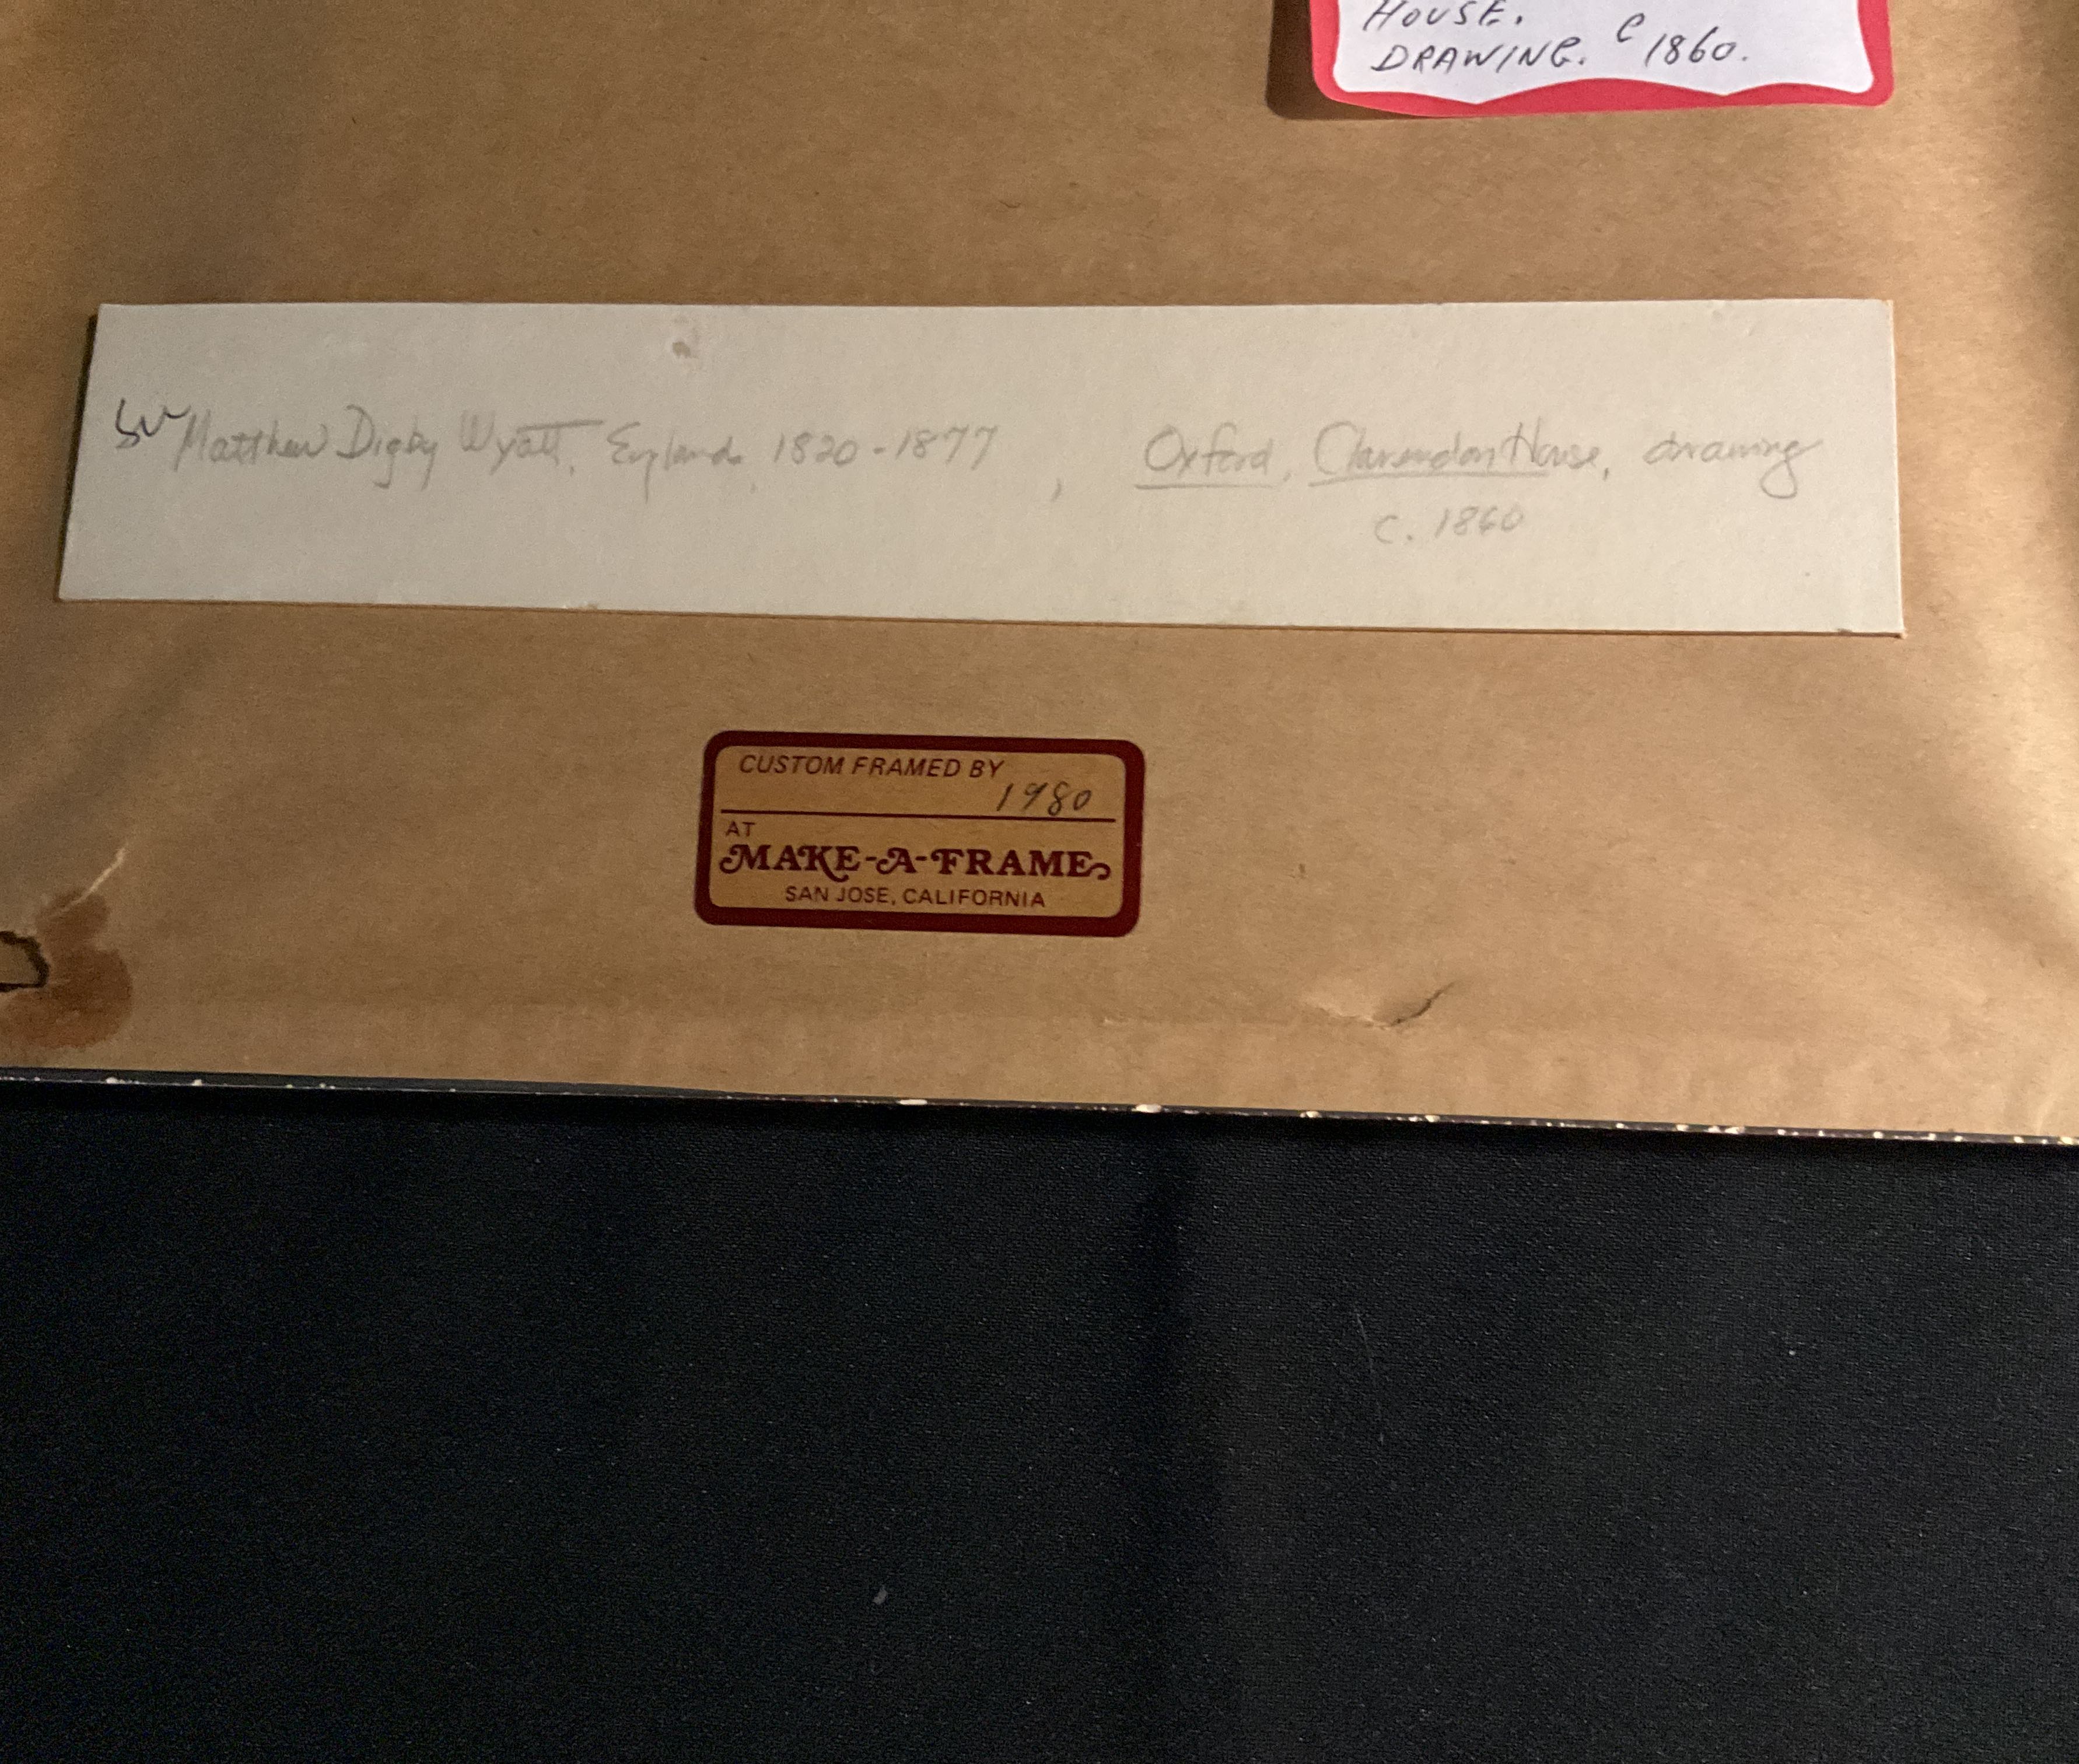 HOUSE.
DRAWING. C 1860.
Sir Matthew Digby Wyatt, England, 1820-1877, Oxford, Clarendon House, drawing
c. 1860
CUSTOM FRAMED BY
1980
AT
MAKE-A-FRAME
SAN JOSE, CALIFORNIA